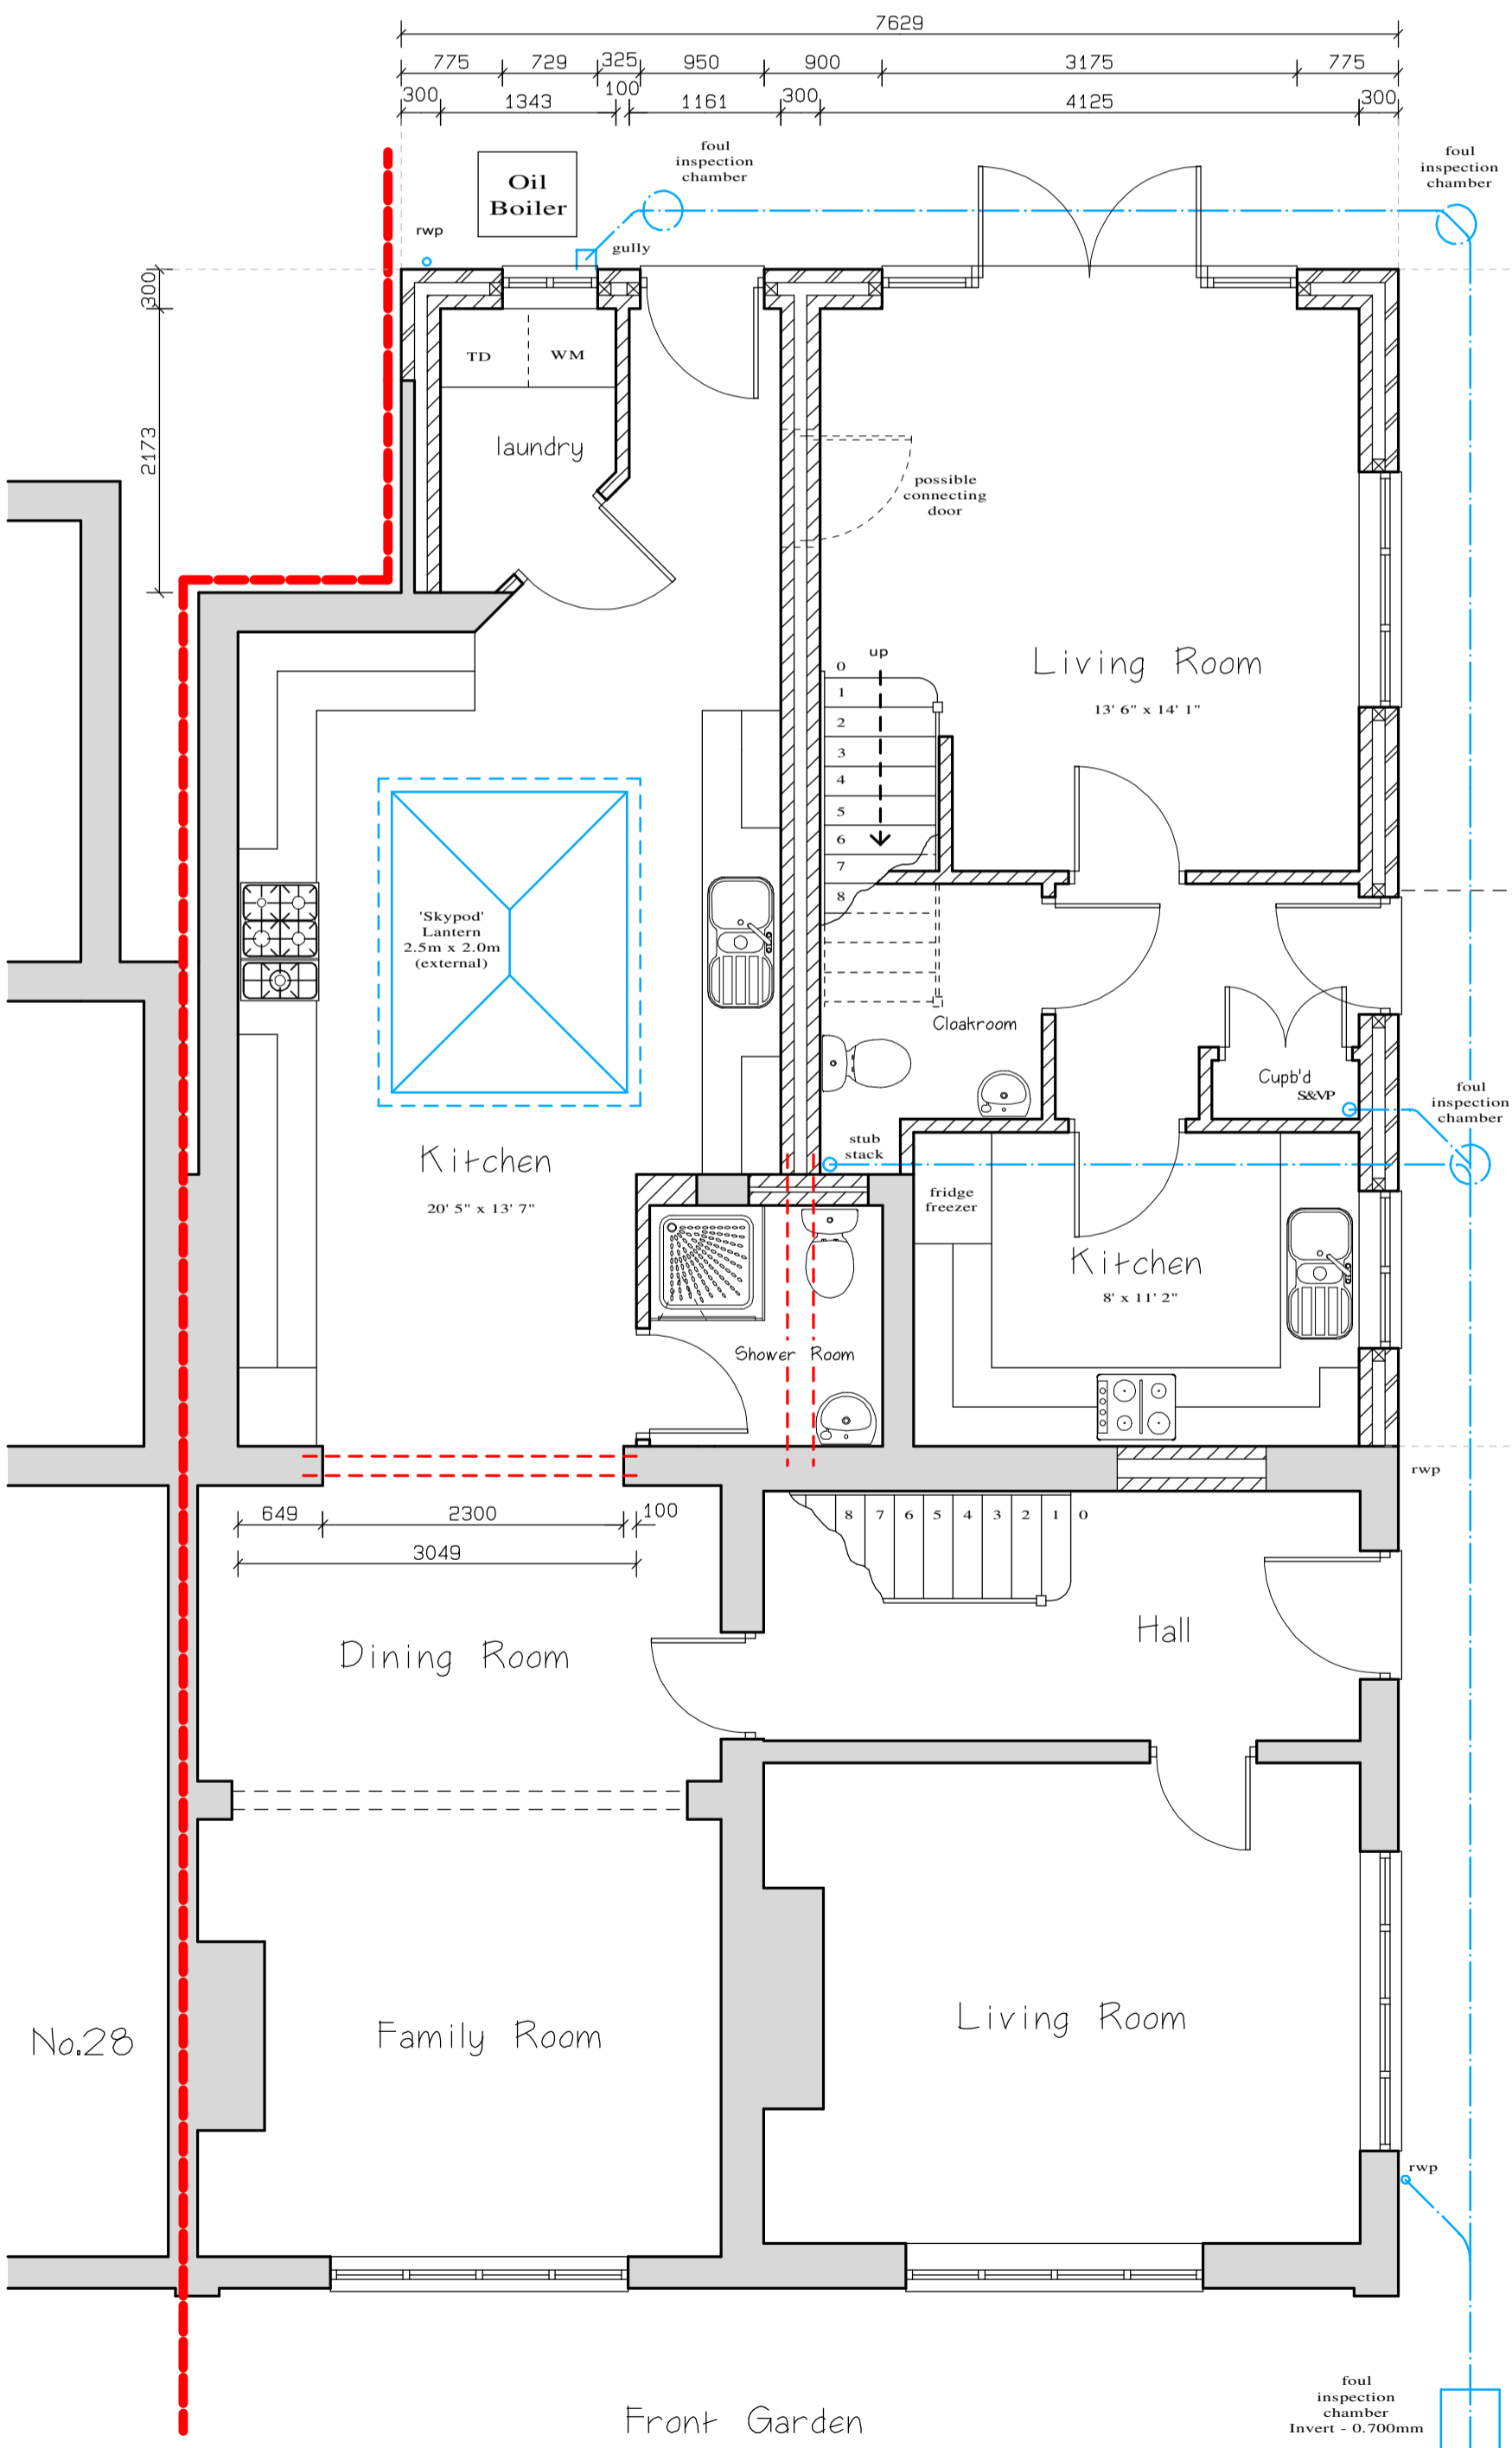 7629
775 729 325 950 900 3175 775
300 1343 100 1161 300 4125 300
foul
inspection
chamber
foul
inspection
chamber
Oil
Boiler
rwp
gully
300
TD WM
2173
laundry
possible
connecting
door
up
0
1
2
3
4
5
6
7
8
Living Room
13' 6" x 14' 1"
'Skypod'
Lantern
2.5m x 2.0m
(external)
Cloakroom
Cupb'd
S&VP
foul
inspection
chamber
stub
stack
Kitchen
20' 5" x 13' 7"
fridge
freezer
Kitchen
8' x 11' 2"
Shower Room
rwp
649 2300 100
3049
8 7 6 5 4 3 2 1 0
Hall
Dining Room
No.28
Family Room
Living Room
rwp
Front Garden
foul
inspection
chamber
Invert - 0.700mm